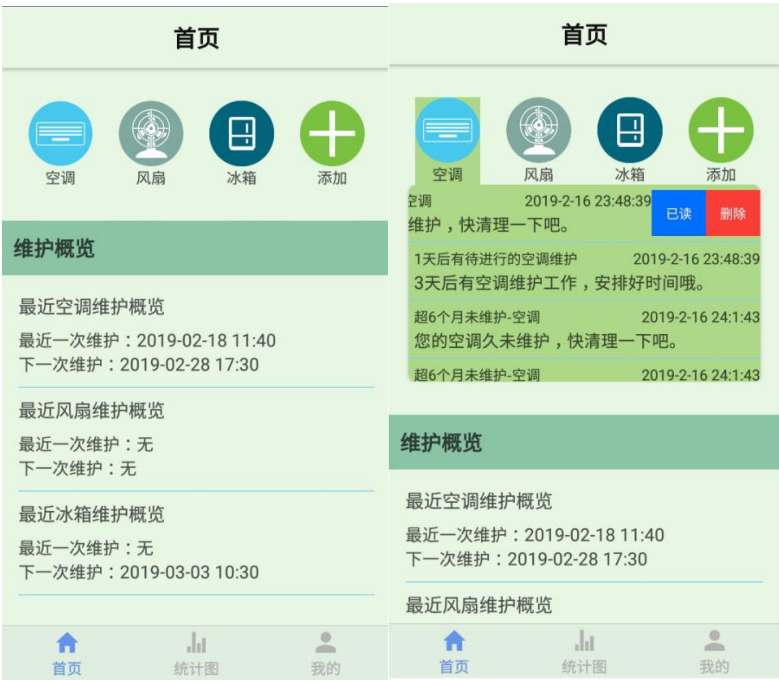 首页
空调
风扇
冰箱
添加
维护概览
最近空调维护概览
最近一次维护：2019-02-18 11:40
下一次维护：2019-02-28 17:30
最近风扇维护概览
最近一次维护：无
下一次维护：无
最近冰箱维护概览
最近一次维护：无
下一次维护：2019-03-03 10:30
首页
统计图
我的
首页
空调
风扇
冰箱
添加
空调 2019-2-16 23:48:39
维护，快清理一下吧。
已读
删除
1天后有待进行的空调维护 2019-2-16 23:48:39
3天后有空调维护工作，安排好时间哦。
超6个月未维护-空调 2019-2-16 24:1:43
您的空调久未维护，快清理一下吧。
超6个月未维护-空调 2019-2-16 24:1:43
维护概览
最近空调维护概览
最近一次维护：2019-02-18 11:40
下一次维护：2019-02-28 17:30
最近风扇维护概览
首页
统计图
我的